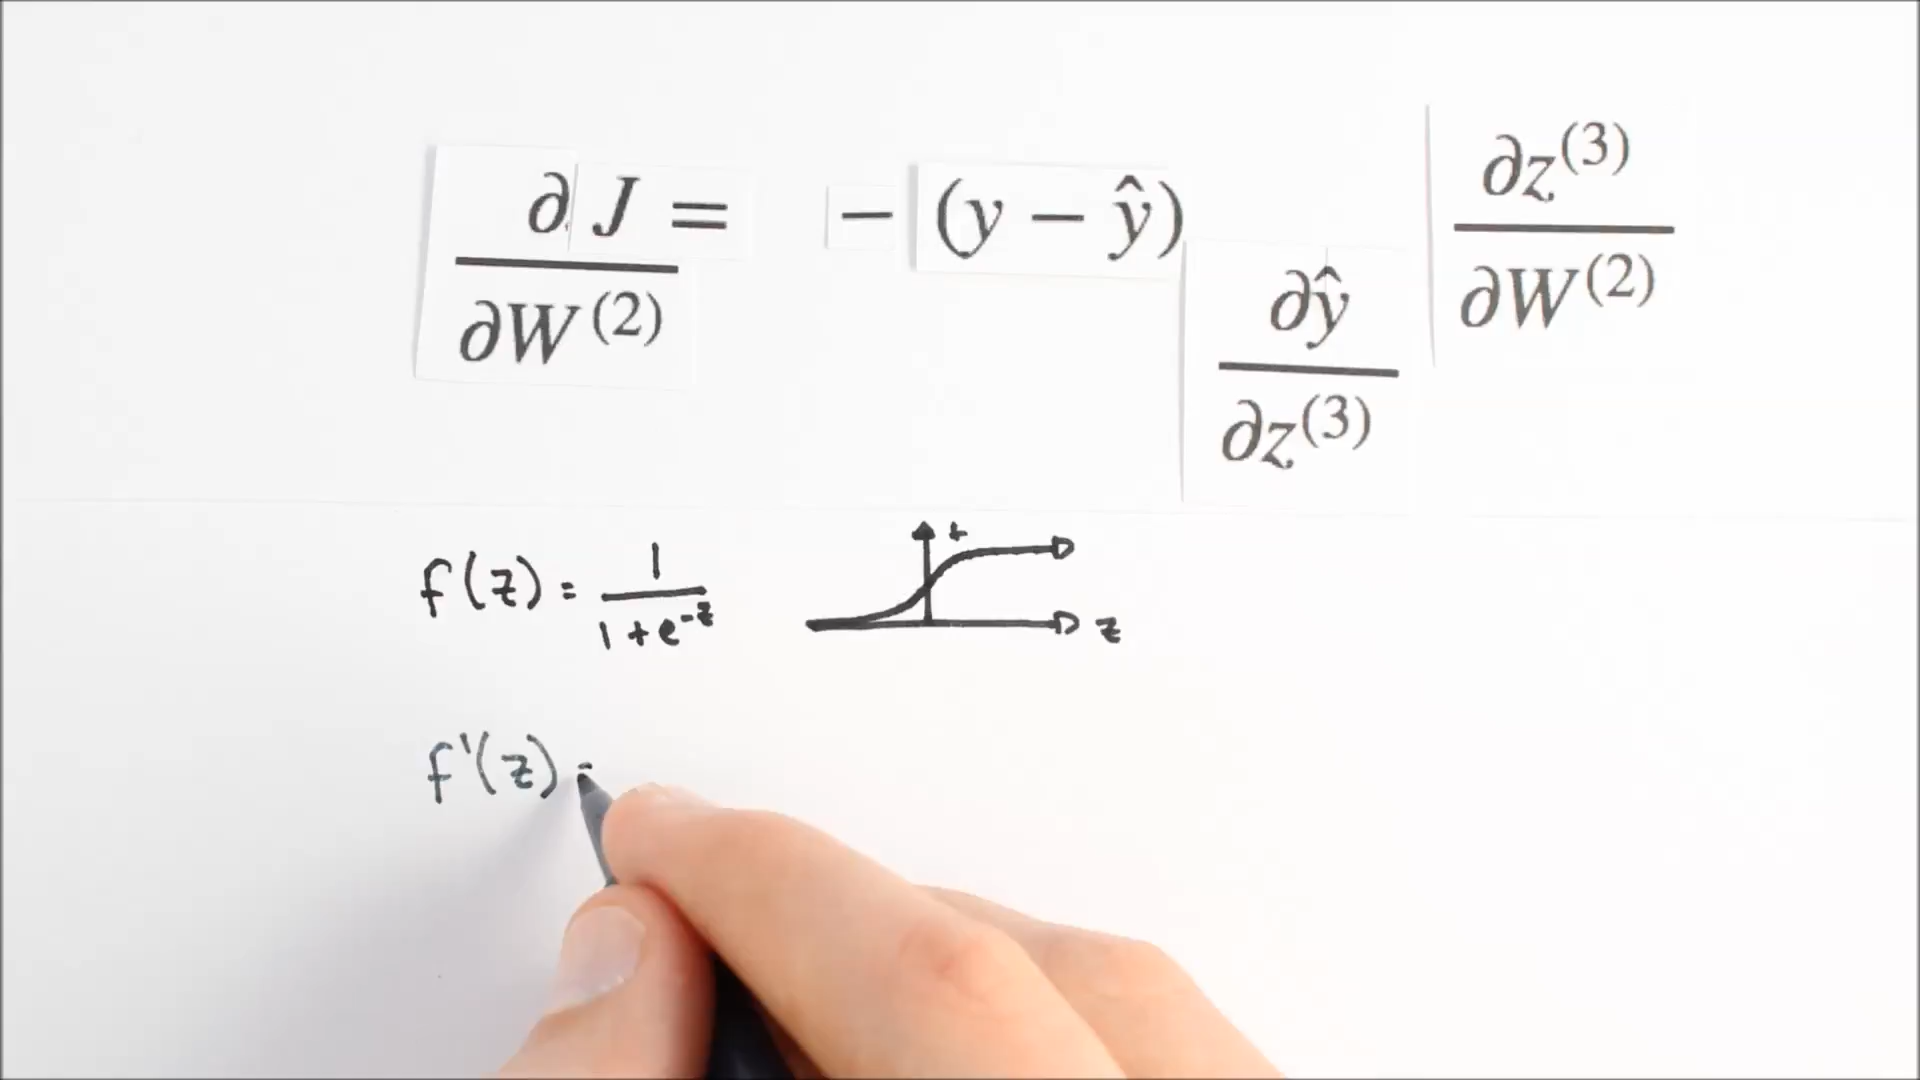 ∂J = − (y − ŷ) ∂z^(3)
∂W^(2) ∂ŷ ∂W^(2)
∂z^(3)
f(z) = 1 / (1 + e^-z)
+
z
f'(z) =